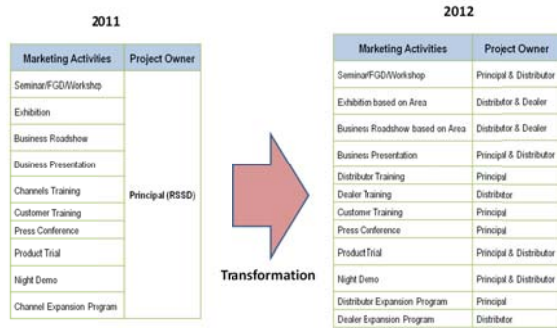 2011
Marketing Activities Project Owner
Seminar/FGD/Workshop
Exhibition
Business Roadshow
Business Presentation
Channels Training
Customer Training
Press Conference
Product Trial
Night Demo
Channel Expansion Program
Principal (RSSD)
Transformation
2012
Marketing Activities Project Owner
Seminar/FGD/Workshop Principal & Distributor
Exhibition based on Area Distributor & Dealer
Business Roadshow based on Area Distributor & Dealer
Business Presentation Principal & Distributor
Distributor Training Principal
Dealer Training Distributor
Customer Training Principal
Press Conference Principal
Product Trial Principal & Distributor
Night Demo Principal & Distributor
Distributor Expansion Program Principal
Dealer Expansion Program Distributor